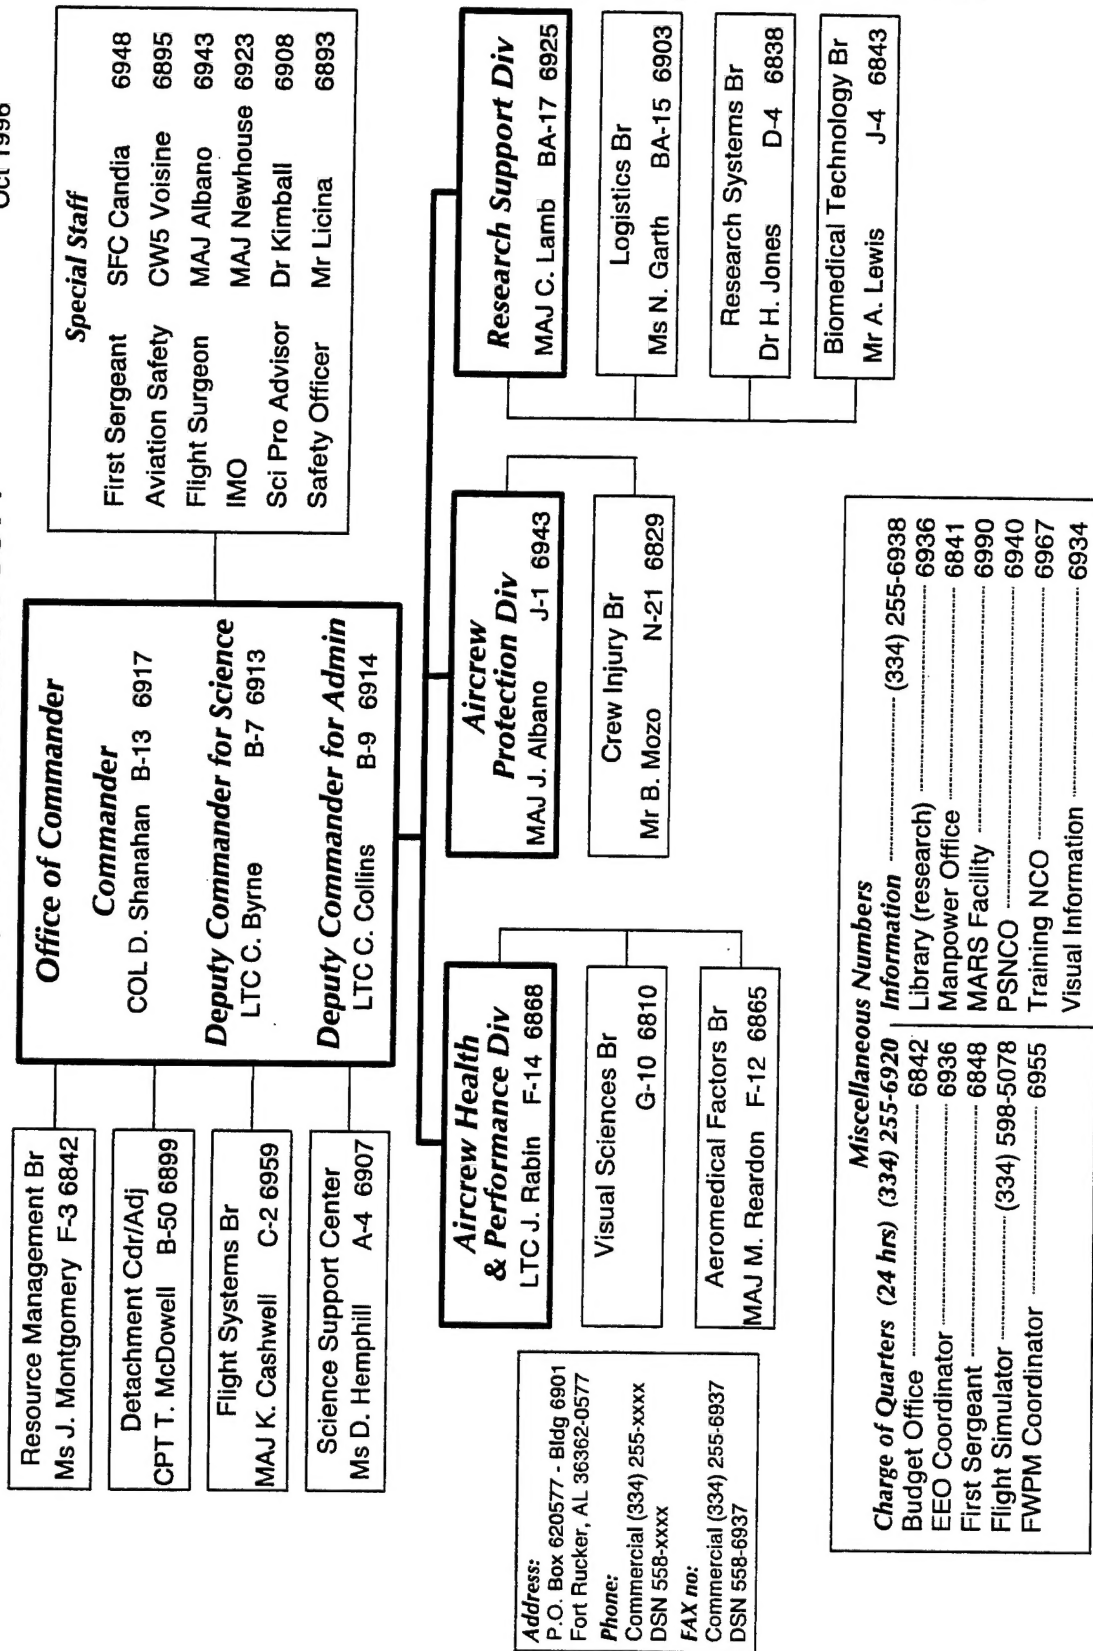 Oct 1996
Resource Management Br
Ms J. Montgomery F-3 6842
Detachment Cdr/Adj
CPT T. McDowell B-50 6899
Flight Systems Br
MAJ K. Cashwell C-2 6959
Science Support Center
Ms D. Hemphill A-4 6907
Office of Commander
Commander
COL D. Shanahan B-13 6917
Deputy Commander for Science
LTC C. Byrne B-7 6913
Deputy Commander for Admin
LTC C. Collins B-9 6914
Special Staff
First Sergeant SFC Candia 6948
Aviation Safety CW5 Voisine 6895
Flight Surgeon MAJ Albano 6943
IMO MAJ Newhouse 6923
Sci Pro Advisor Dr Kimball 6908
Safety Officer Mr Licina 6893
Aircrew Health
& Performance Div
LTC J. Rabin F-14 6868
Visual Sciences Br
G-10 6810
Aeromedical Factors Br
MAJ M. Reardon F-12 6865
Aircrew
Protection Div
MAJ J. Albano J-1 6943
Crew Injury Br
Mr B. Mozo N-21 6829
Research Support Div
MAJ C. Lamb BA-17 6925
Logistics Br
Ms N. Garth BA-15 6903
Research Systems Br
Dr H. Jones D-4 6838
Biomedical Technology Br
Mr A. Lewis J-4 6843
Address:
P.O. Box 620577 - Bldg 6901
Fort Rucker, AL 36362-0577
Phone:
Commercial (334) 255-xxxx
DSN 558-xxxx
FAX no:
Commercial (334) 255-6937
DSN 558-6937
Miscellaneous Numbers
Charge of Quarters (24 hrs) (334) 255-6920
Budget Office 6842
EEO Coordinator 6936
First Sergeant 6848
Flight Simulator (334) 598-5078
FWPM Coordinator 6955
Information (334) 255-6938
Library (research) 6936
Manpower Office 6841
MARS Facility 6990
PSNCO 6940
Training NCO 6967
Visual Information 6934